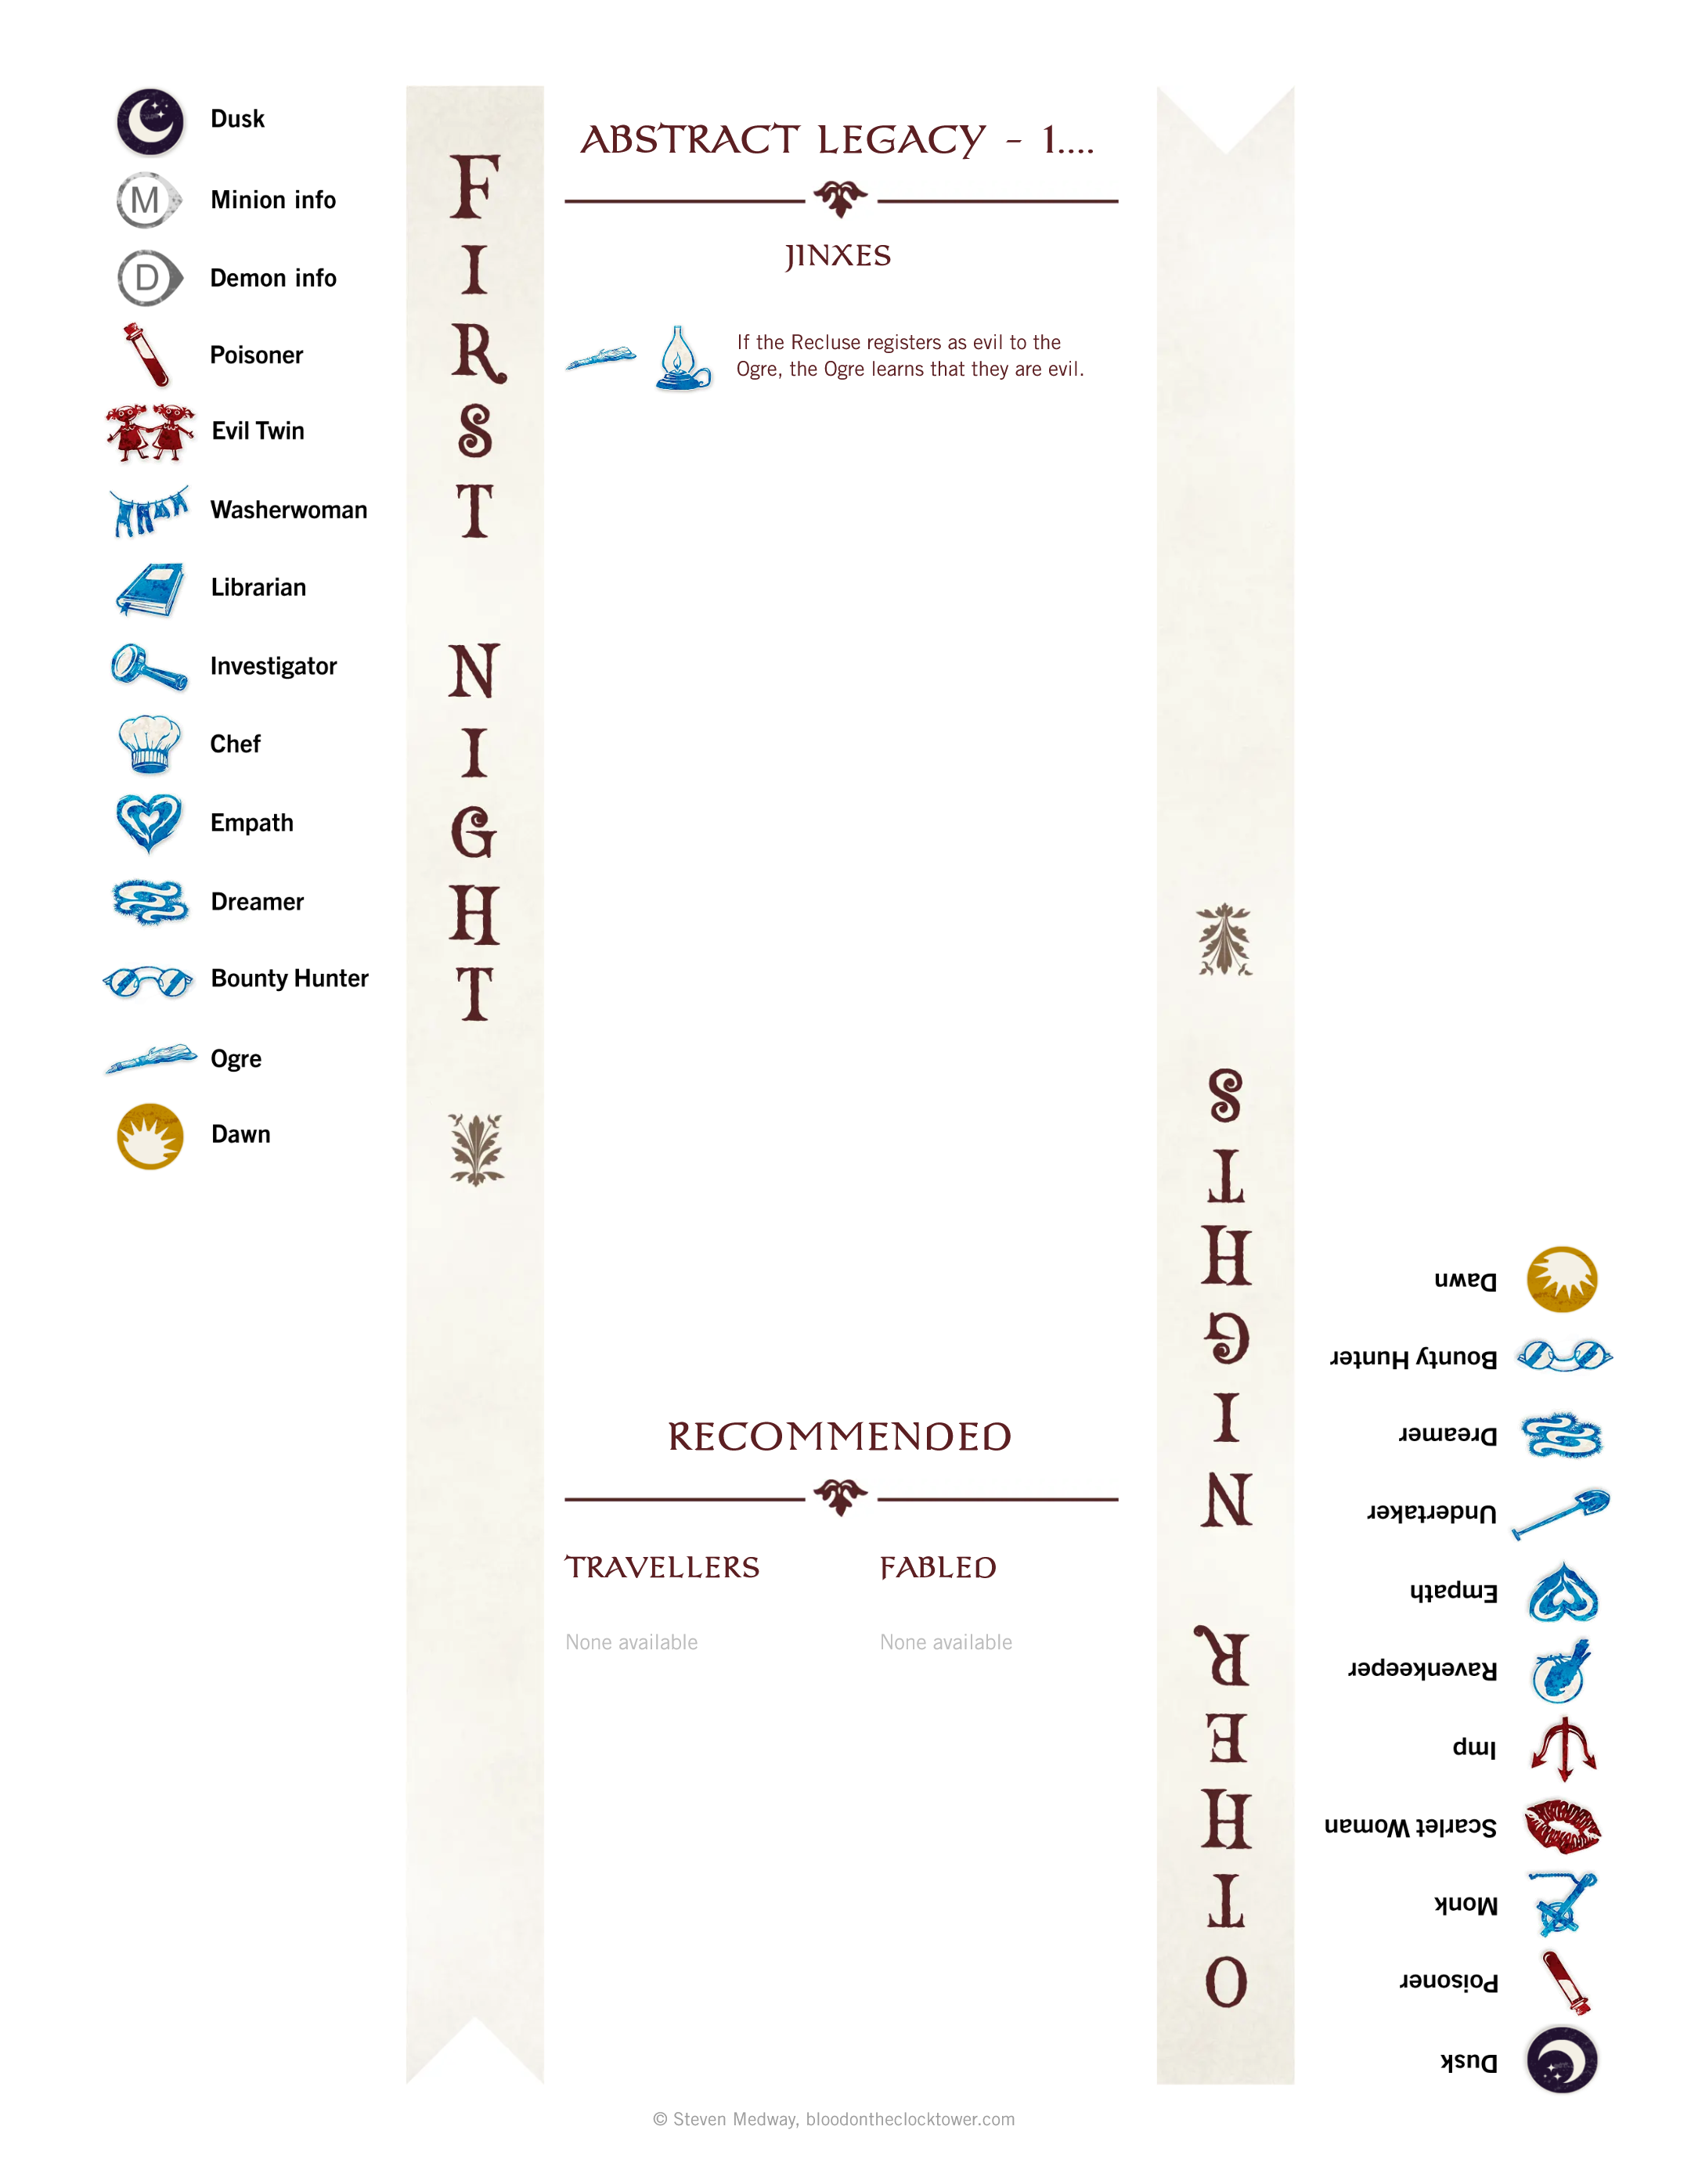 Dusk
M
Minion info
D
Demon info
Poisoner
Evil Twin
Washerwoman
Librarian
Investigator
Chef
Empath
Dreamer
Bounty Hunter
Ogre
Dawn
FIRST NIGHT
ABSTRACT LEGACY - 1....
JINXES
If the Recluse registers as evil to the
Ogre, the Ogre learns that they are evil.
RECOMMENDED
TRAVELLERS
None available
FABLED
None available
OTHER NIGHTS
Dusk
Poisoner
Monk
Scarlet Woman
Imp
Ravenkeeper
Empath
Undertaker
Dreamer
Bounty Hunter
Dawn
© Steven Medway, bloodontheclocktower.com